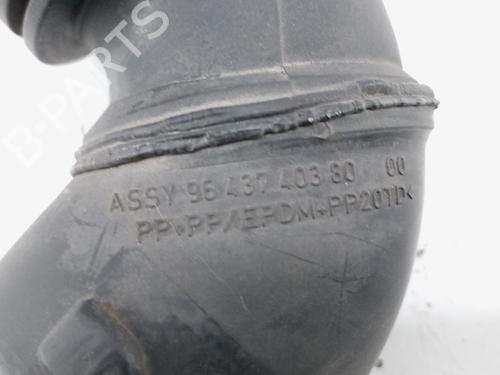 B-PARTS
ASSY 96 437 403 80 00
PP+PP/EPDM+PP20TD<